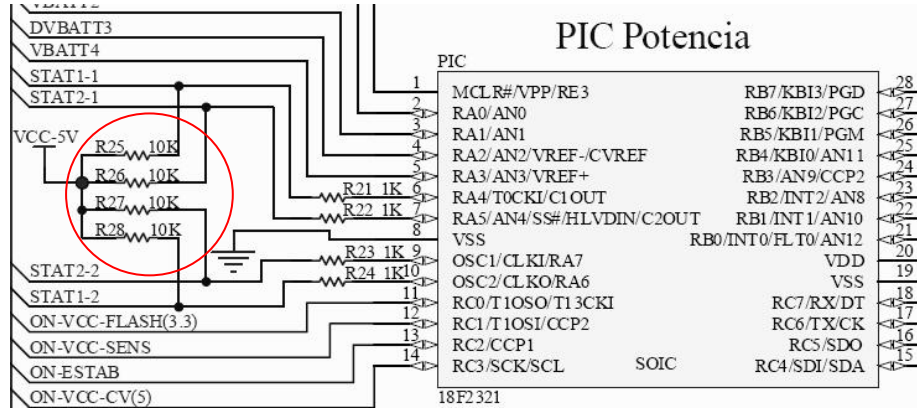 VBATT2
DVBATT3
VBATT4
STAT1-1
STAT2-1
VCC-5V
R25 10K
R26 10K
R27 10K
R28 10K
STAT2-2
STAT1-2
ON-VCC-FLASH(3.3)
ON-VCC-SENS
ON-ESTAB
ON-VCC-CV(5)
R21 1K
R22 1K
R23 1K
R24 1K
PIC Potencia
PIC
1 MCLR#/VPP/RE3 RB7/KBI3/PGD 28
2 RA0/AN0 RB6/KBI2/PGC 27
3 RA1/AN1 RB5/KBI1/PGM 26
4 RA2/AN2/VREF-/CVREF RB4/KBI0/AN11 25
5 RA3/AN3/VREF+ RB3/AN9/CCP2 24
6 RA4/T0CKI/C1OUT RB2/INT2/AN8 23
7 RA5/AN4/SS#/HLVDIN/C2OUT RB1/INT1/AN10 22
8 VSS RB0/INT0/FLT0/AN12 21
9 OSC1/CLKI/RA7 VDD 20
10 OSC2/CLKO/RA6 VSS 19
11 RC0/T1OSO/T13CKI RC7/RX/DT 18
12 RC1/T1OSI/CCP2 RC6/TX/CK 17
13 RC2/CCP1 RC5/SDO 16
14 RC3/SCK/SCL SOIC RC4/SDI/SDA 15
18F2321